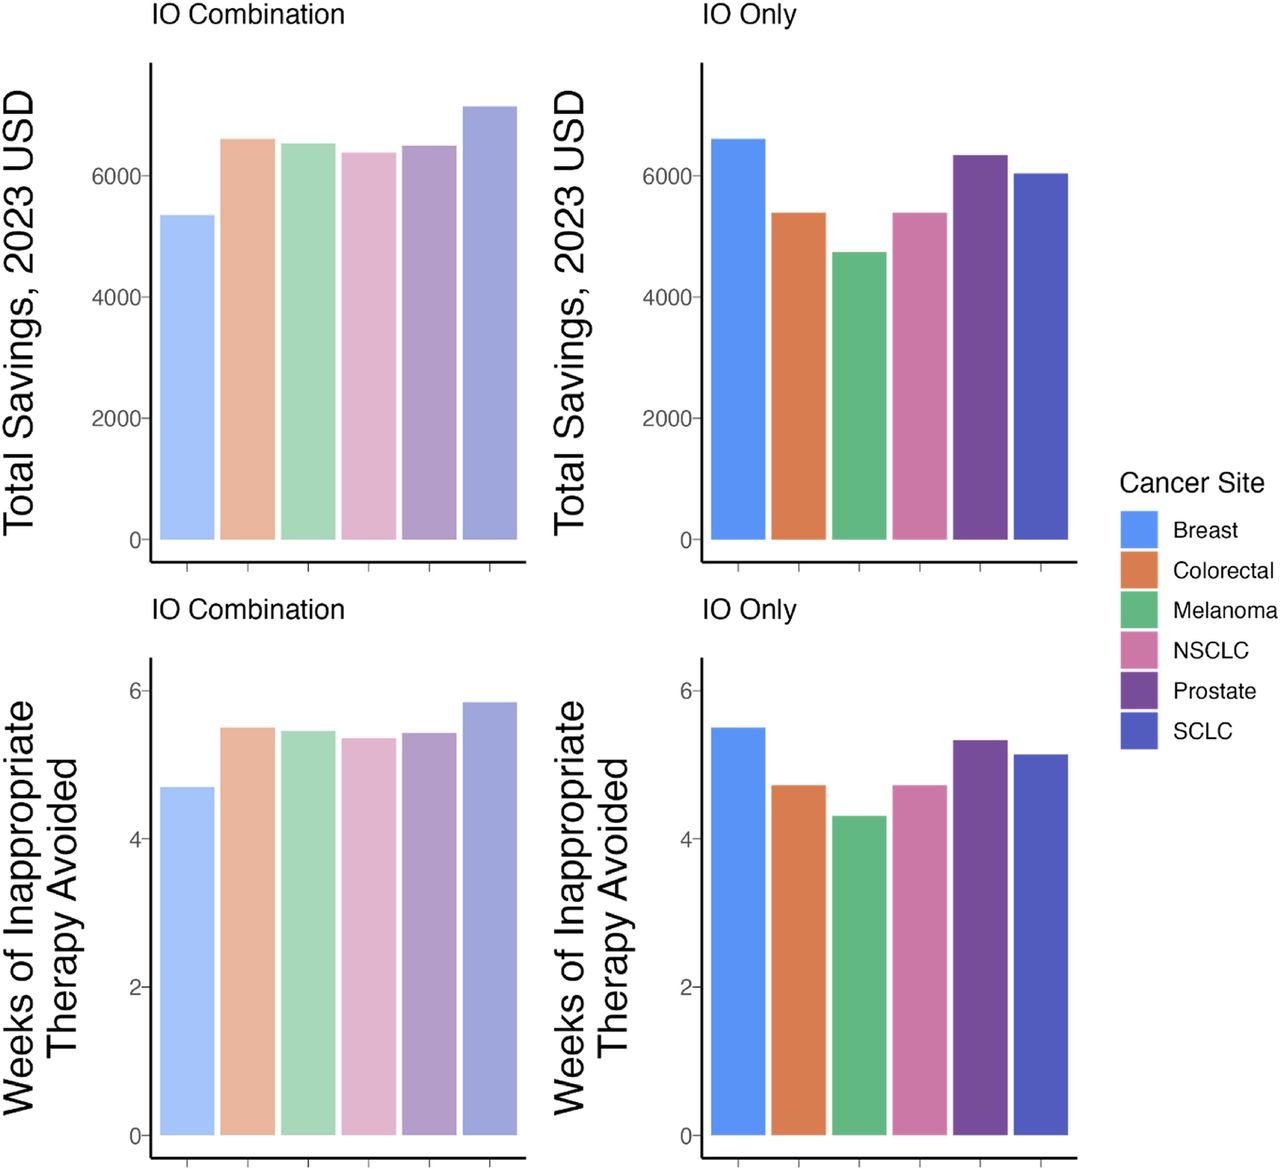 IO Combination
Total Savings, 2023 USD
6000
4000
2000
0
IO Only
Total Savings, 2023 USD
6000
4000
2000
0
IO Combination
Weeks of Inappropriate
Therapy Avoided
6
4
2
0
IO Only
Weeks of Inappropriate
Therapy Avoided
6
4
2
0
Cancer Site
Breast
Colorectal
Melanoma
NSCLC
Prostate
SCLC